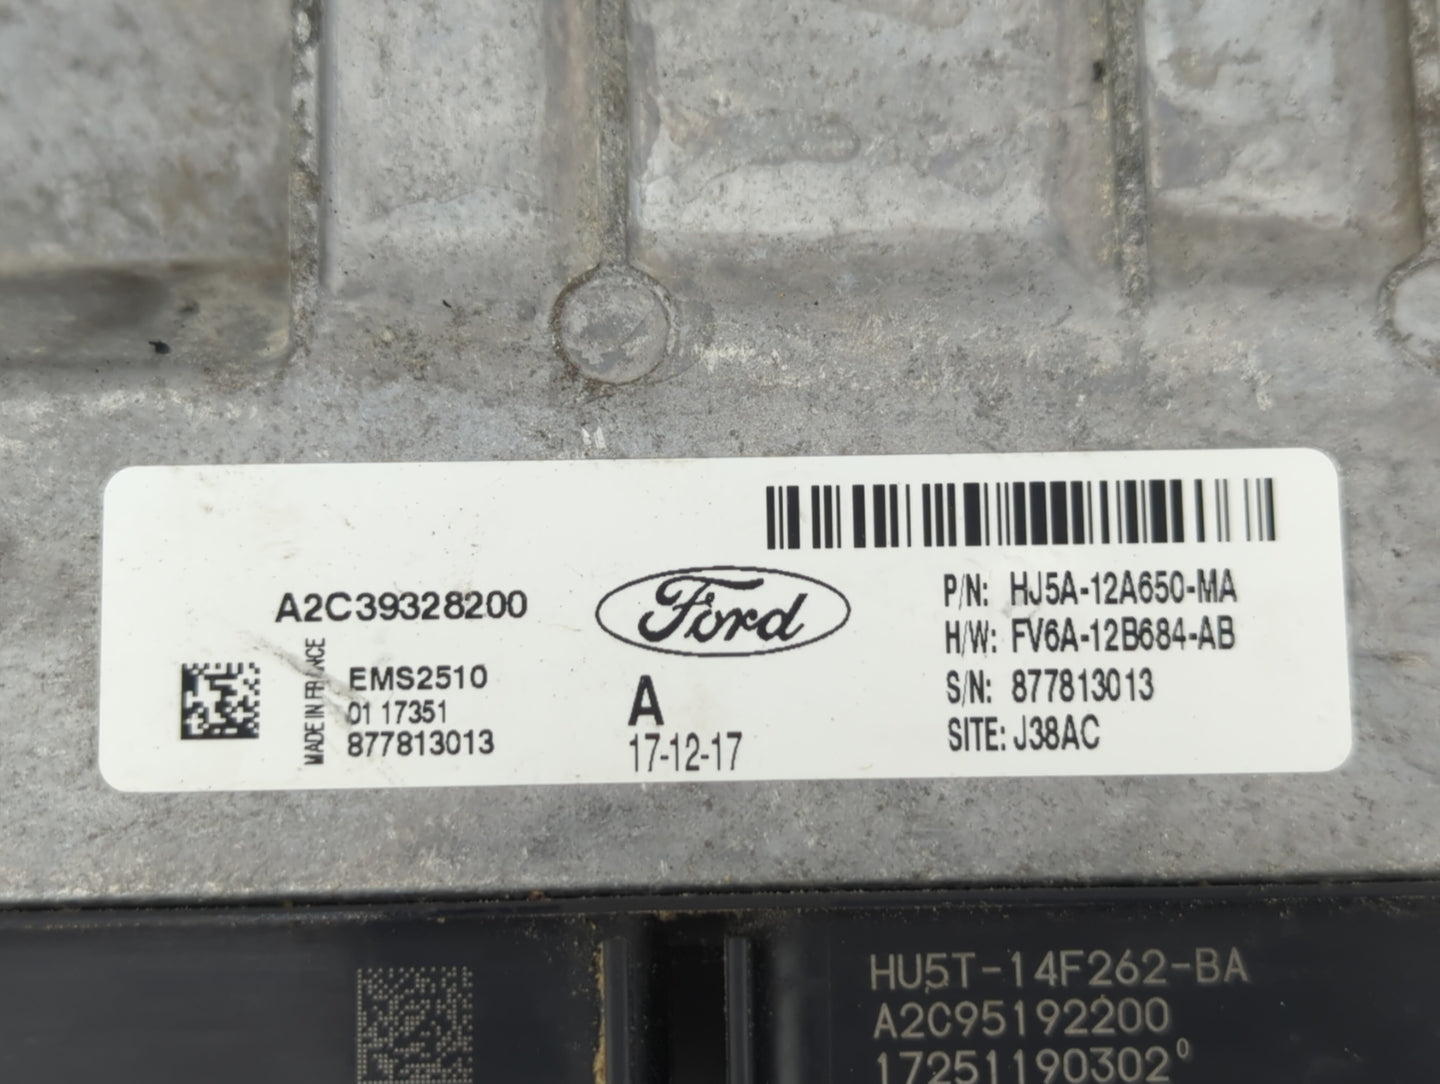 A2C39328200
MADE IN FRANCE
EMS2510
01 17351
877813013
Ford
A
17-12-17
P/N: HJ5A-12A650-MA
H/W: FV6A-12B684-AB
S/N: 877813013
SITE: J38AC
HU5T-14F262-BA
A2C95192200
17251190302⁰